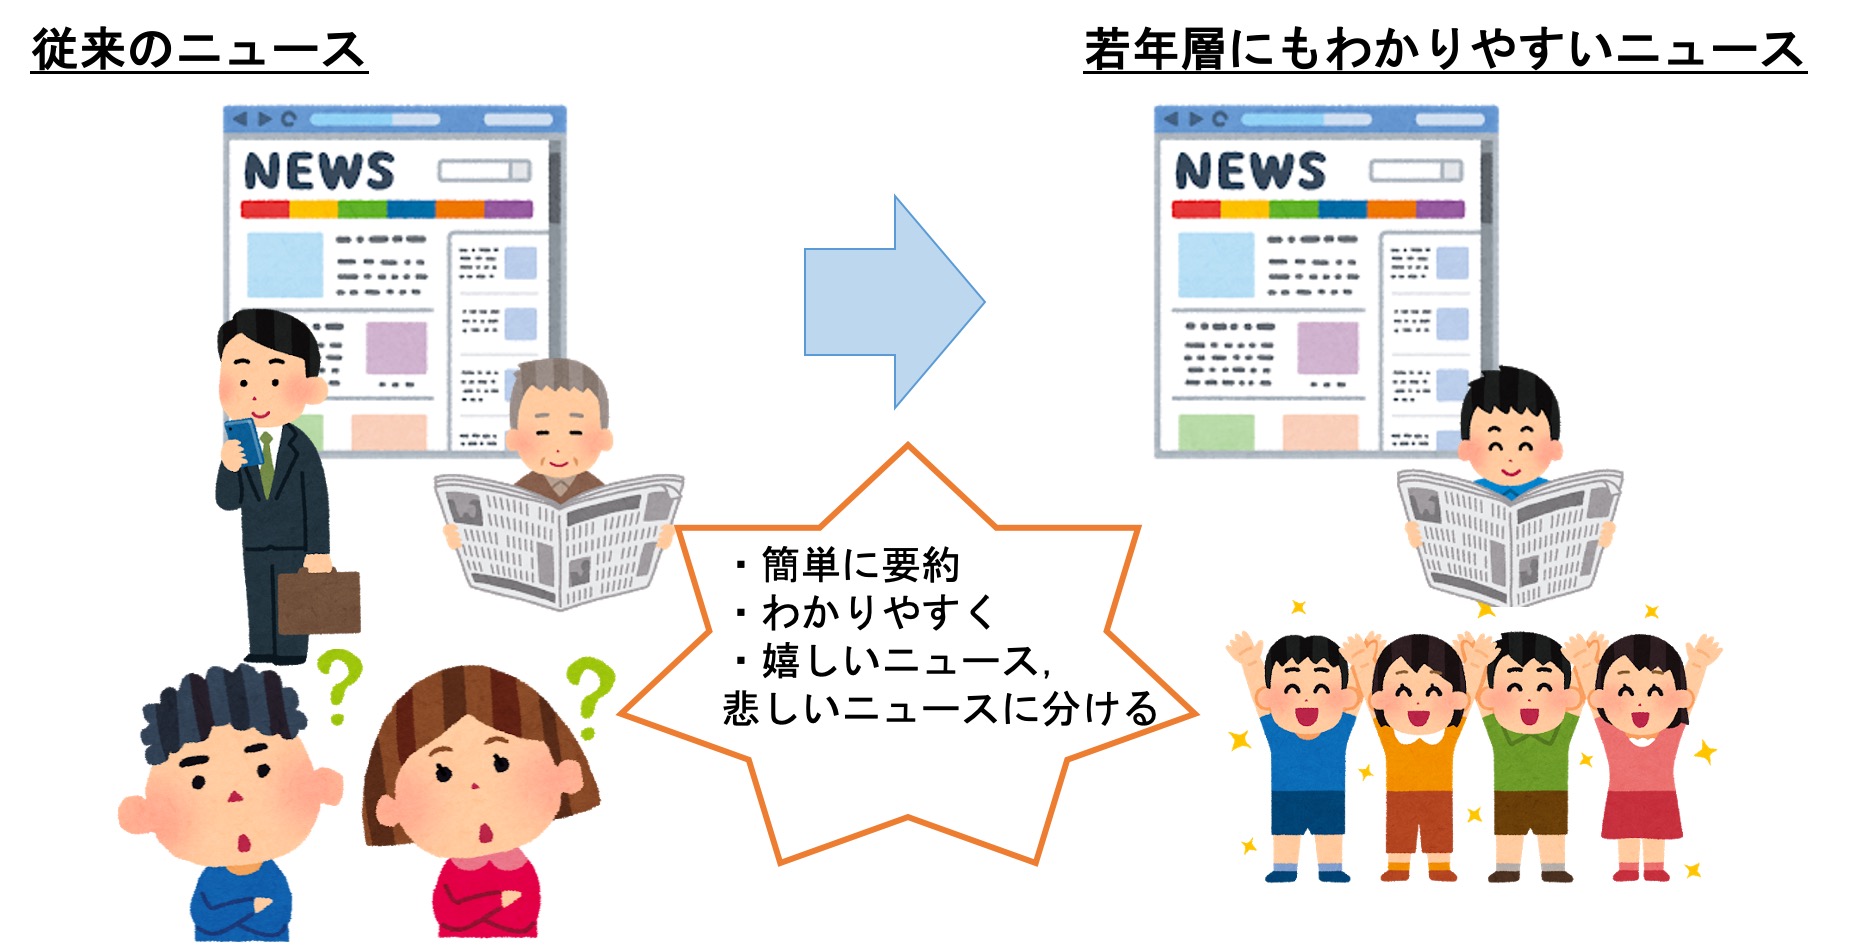 従来のニュース
若年層にもわかりやすいニュース
NEWS
NEWS
・簡単に要約
・わかりやすく
・嬉しいニュース,
悲しいニュースに分ける
?
?